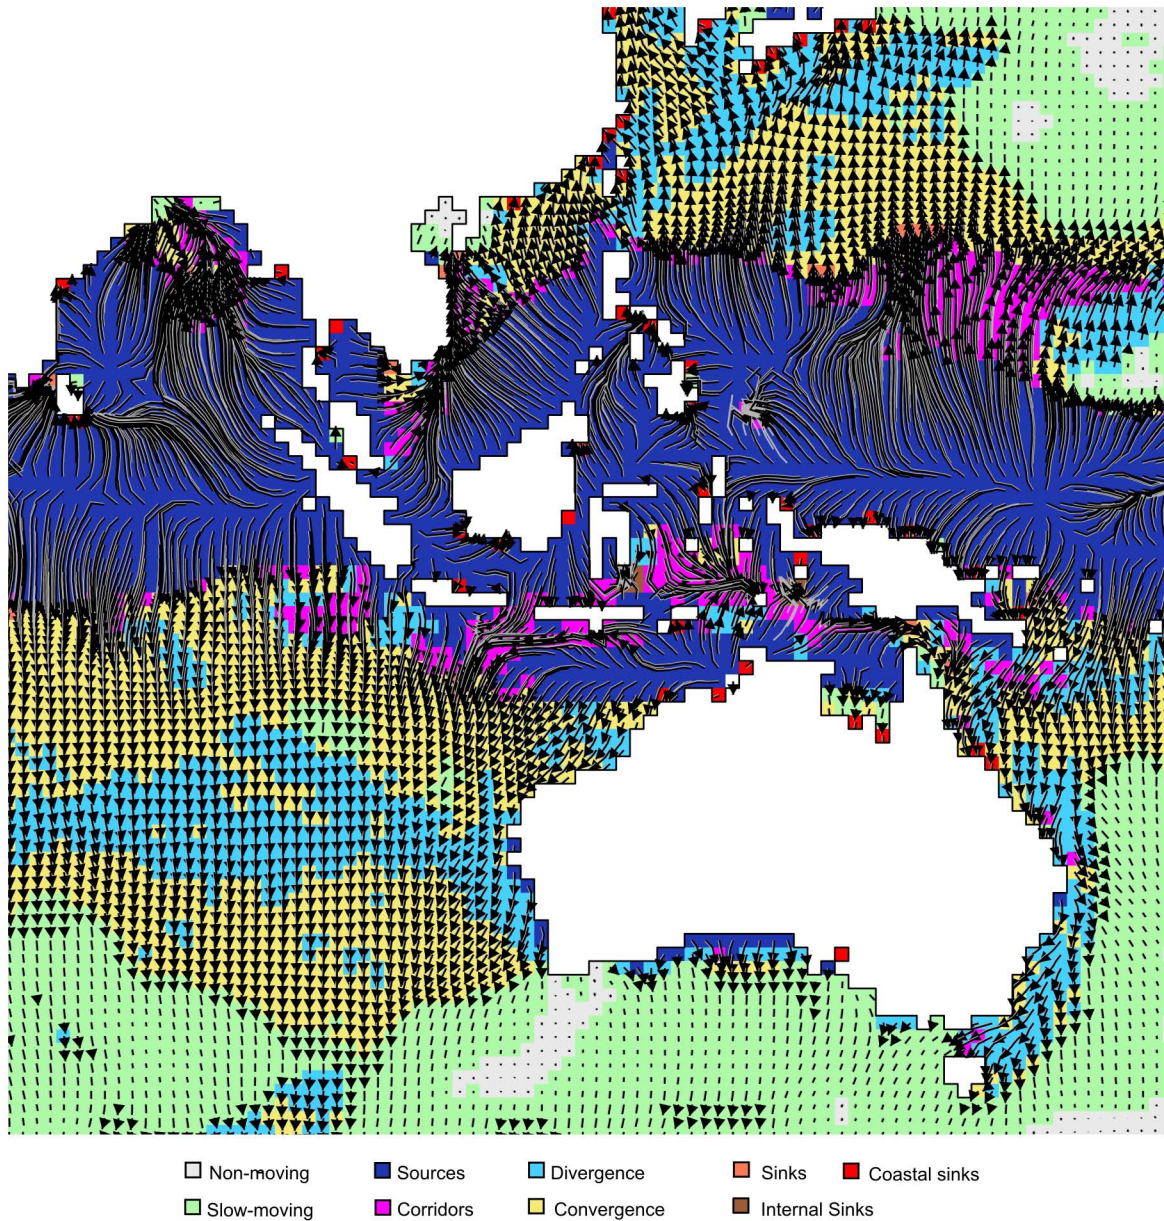 Non-moving Sources Divergence Sinks Coastal sinks
Slow-moving Corridors Convergence Internal Sinks